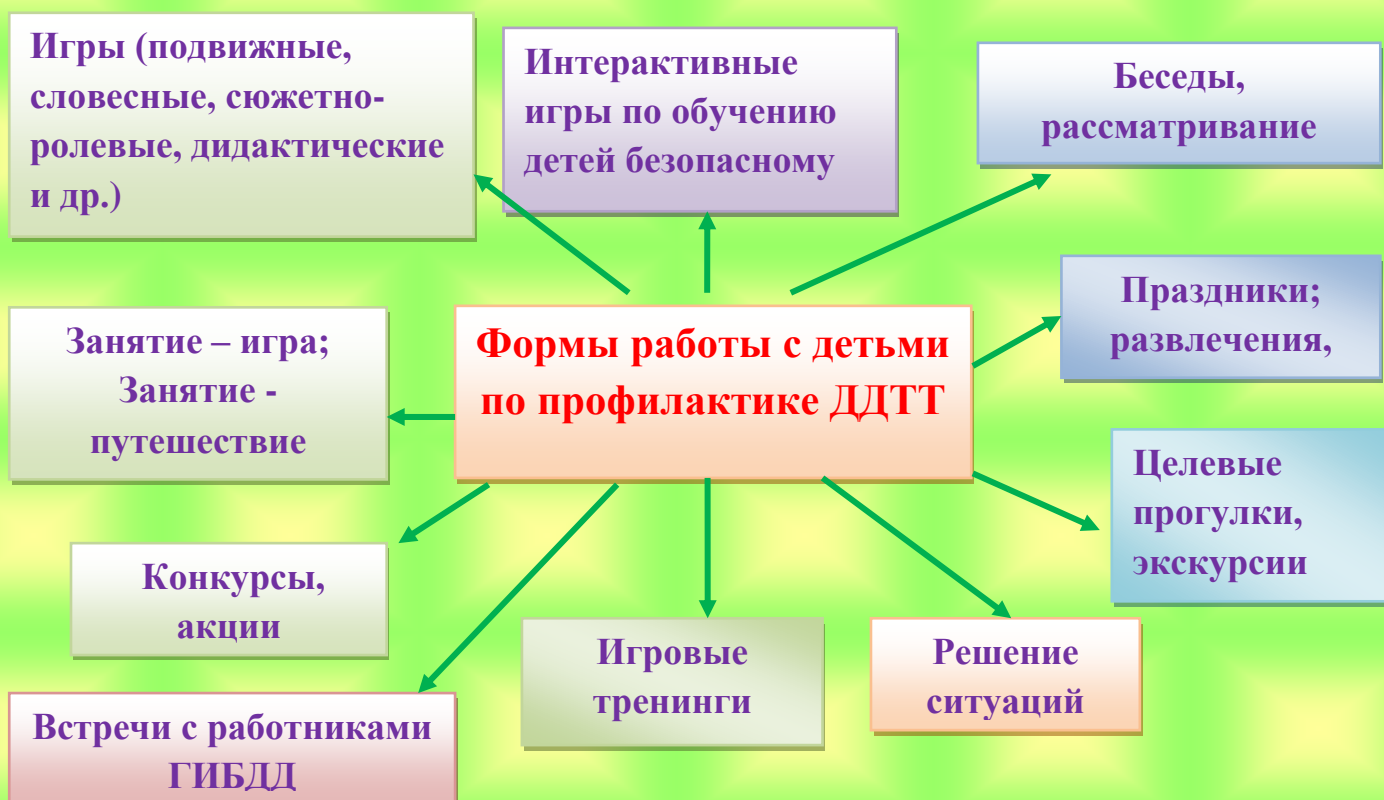 Игры (подвижные,
словесные, сюжетно-
ролевые, дидактические
и др.)
Интерактивные
игры по обучению
детей безопасному
Беседы,
рассматривание
Праздники;
развлечения,
Занятие – игра;
Занятие -
путешествие
Формы работы с детьми
по профилактике ДДТТ
Целевые
прогулки,
экскурсии
Конкурсы,
акции
Игровые
тренинги
Решение
ситуаций
Встречи с работниками
ГИБДД